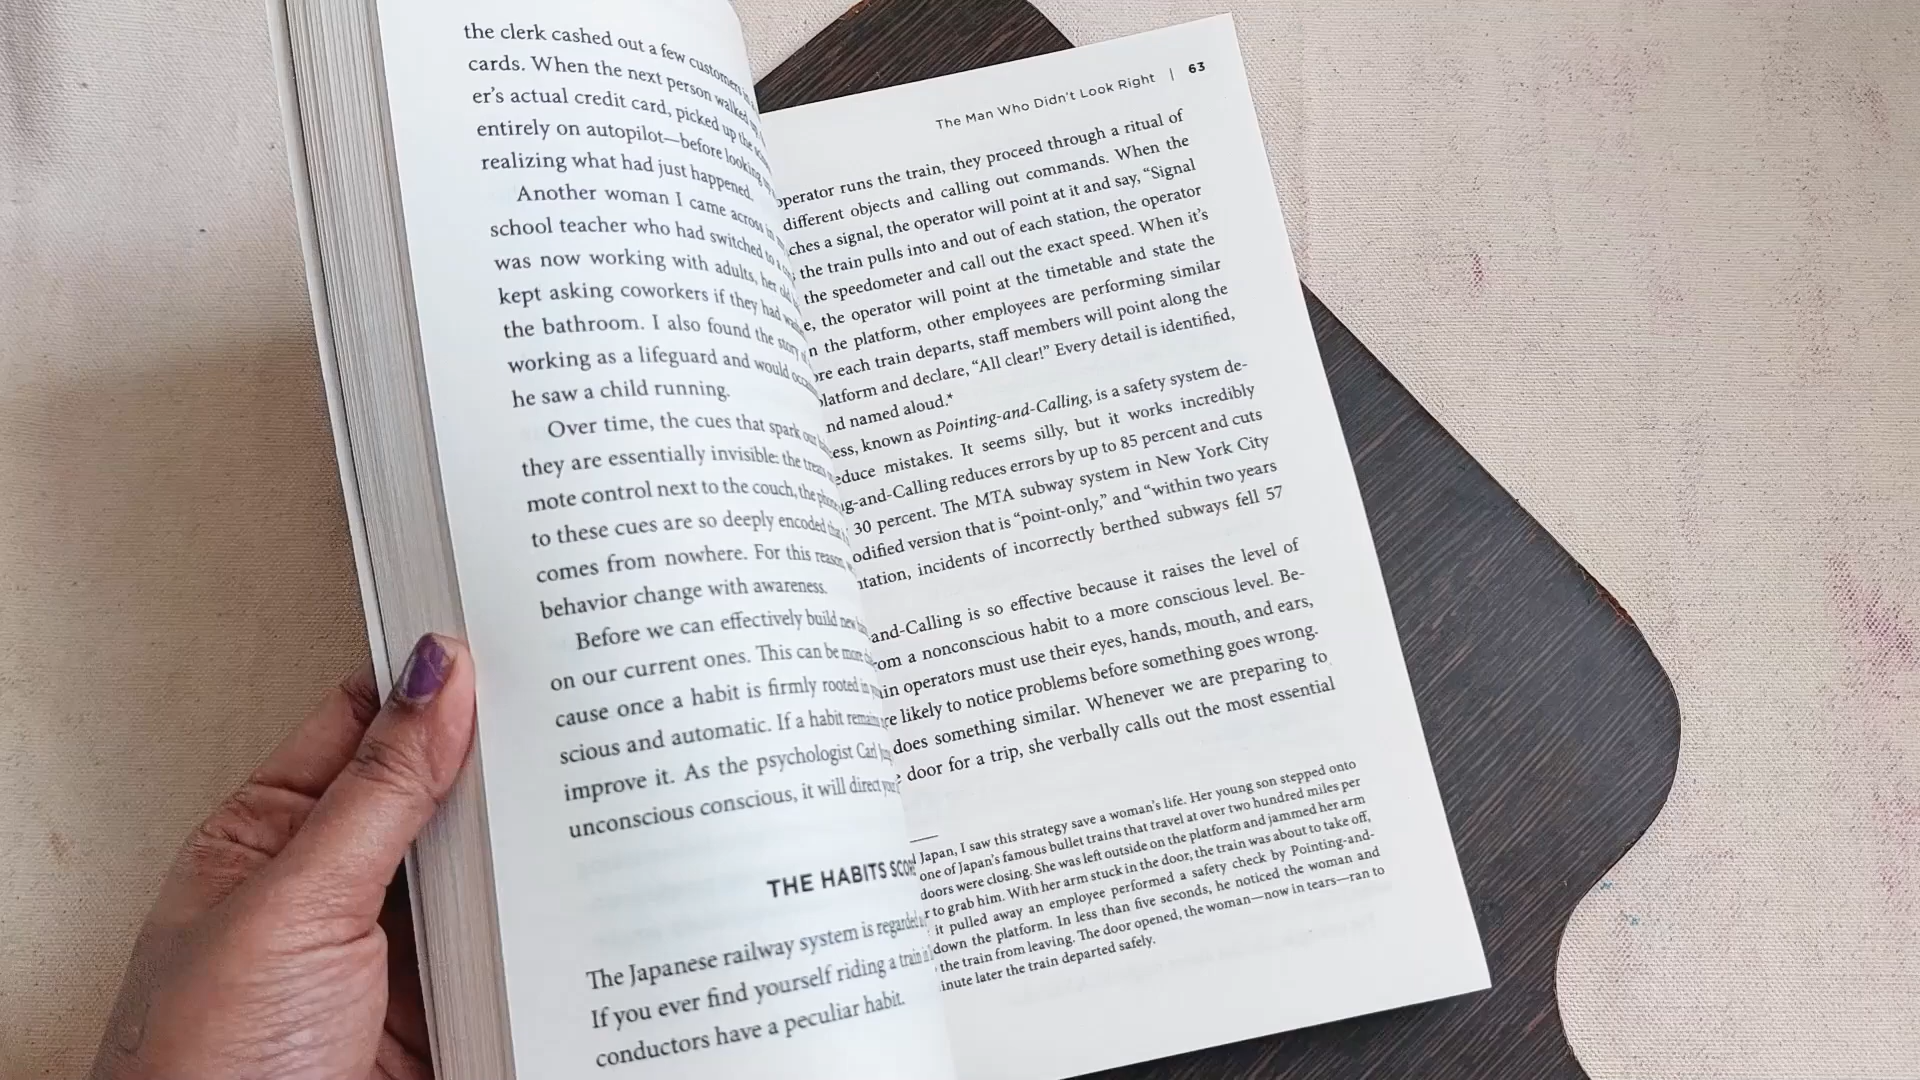 the clerk cashed out a few customers in a
cards. When the next person walked
er's actual credit card, picked up the
entirely on autopilot—before looking
realizing what had just happened.
Another woman I came across in
school teacher who had switched to a
was now working with adults, her old
kept asking coworkers if they had
the bathroom. I also found the story
working as a lifeguard and would
he saw a child running.
Over time, the cues that spark our
they are essentially invisible: the treats
mote control next to the couch, the phone
to these cues are so deeply encoded that
comes from nowhere. For this reason,
behavior change with awareness.
Before we can effectively build new
on our current ones. This can be more
cause once a habit is firmly rooted in
scious and automatic. If a habit remains
improve it. As the psychologist Carl
unconscious conscious, it will direct your
THE HABITS
The Japanese railway system is regarded
If you ever find yourself riding a train in
conductors have a peculiar habit.
The Man Who Didn't Look Right | 63
operator runs the train, they proceed through a ritual of
different objects and calling out commands. When the
ches a signal, the operator will point at it and say, “Signal
the train pulls into and out of each station, the operator
the speedometer and call out the exact speed. When it's
e, the operator will point at the timetable and state the
n the platform, other employees are performing similar
ore each train departs, staff members will point along the
platform and declare, “All clear!” Every detail is identified,
nd named aloud.*
ess, known as Pointing-and-Calling, is a safety system de-
educe mistakes. It seems silly, but it works incredibly
g-and-Calling reduces errors by up to 85 percent and cuts
30 percent. The MTA subway system in New York City
odified version that is “point-only,” and “within two years
ntation, incidents of incorrectly berthed subways fell 57
and-Calling is so effective because it raises the level of
om a nonconscious habit to a more conscious level. Be-
in operators must use their eyes, hands, mouth, and ears,
re likely to notice problems before something goes wrong.
does something similar. Whenever we are preparing to
door for a trip, she verbally calls out the most essential
Japan, I saw this strategy save a woman's life. Her young son stepped onto
one of Japan's famous bullet trains that travel at over two hundred miles per
doors were closing. She was left outside on the platform and jammed her arm
r to grab him. With her arm stuck in the door, the train was about to take off,
it pulled away an employee performed a safety check by Pointing-and-
down the platform. In less than five seconds, he noticed the woman and
the train from leaving. The door opened, the woman—now in tears—ran to
inute later the train departed safely.